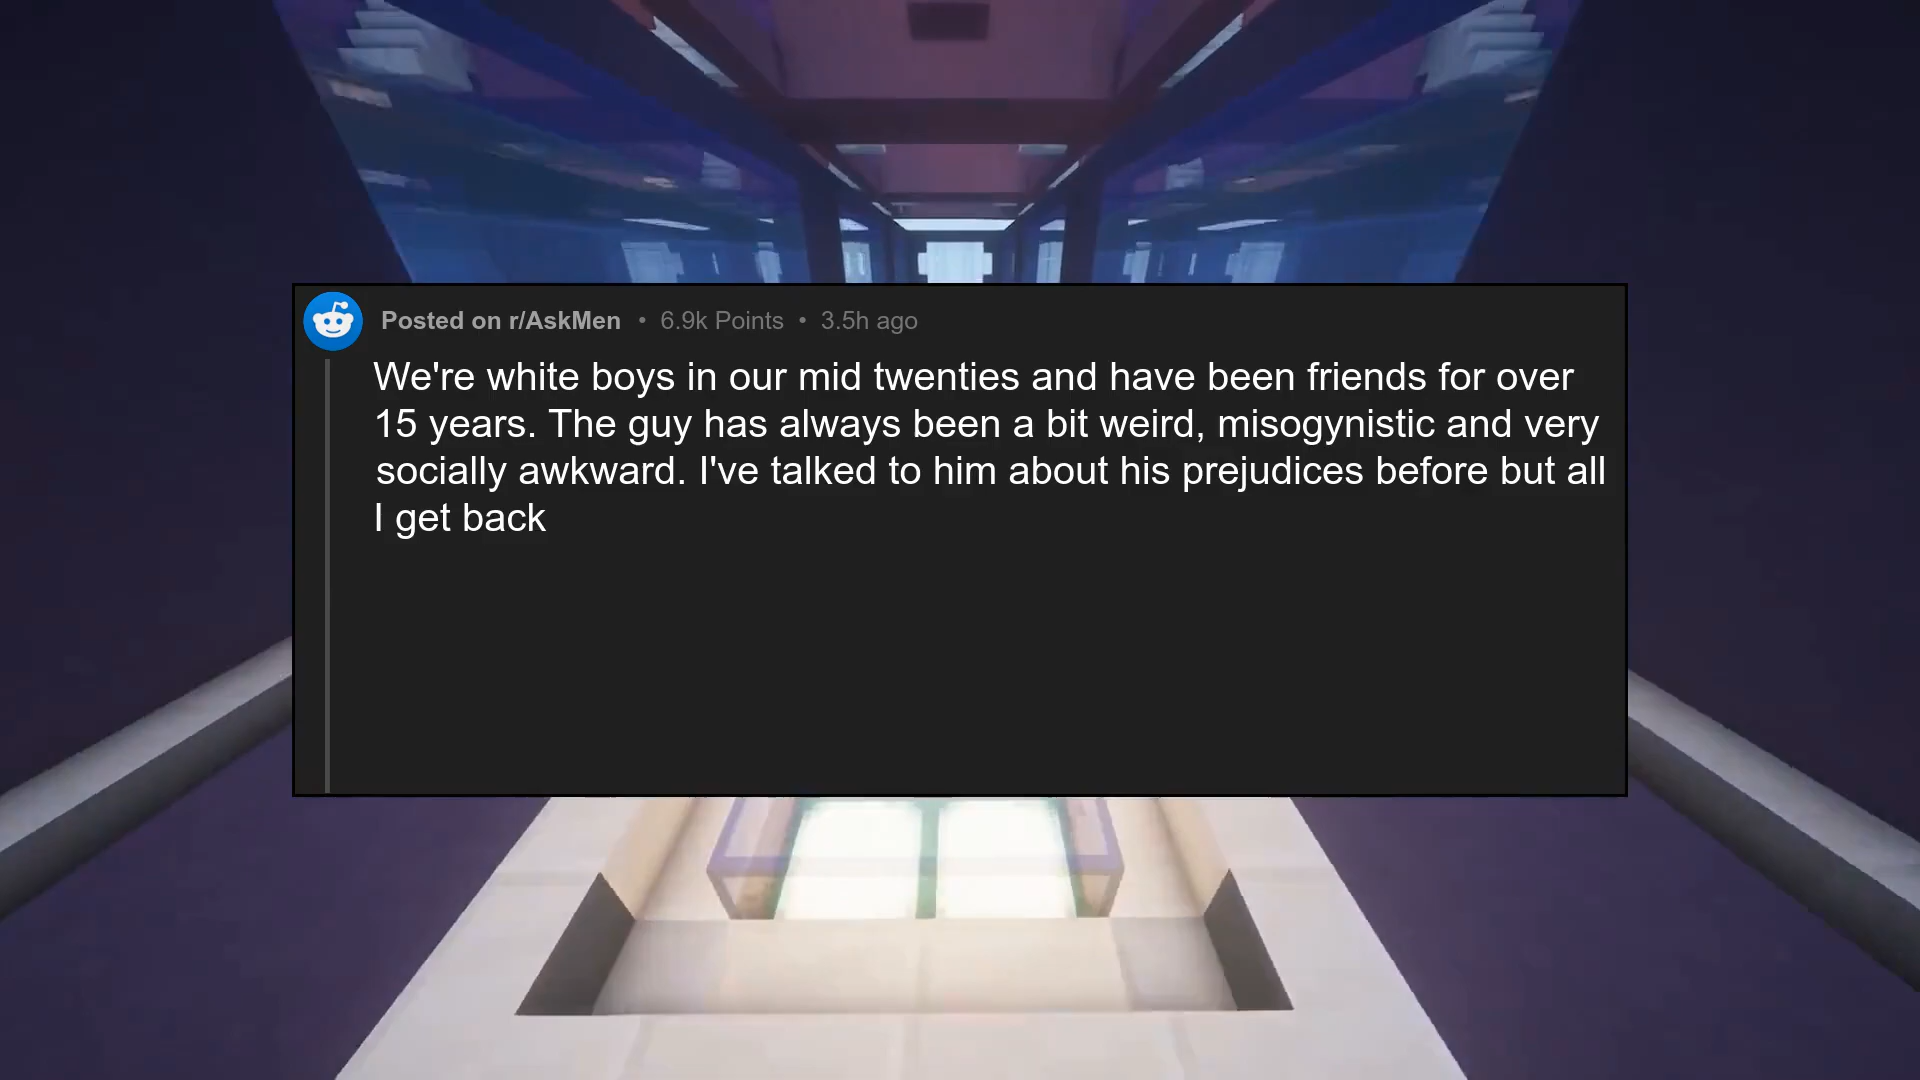 Posted on r/AskMen • 6.9k Points • 3.5h ago
We're white boys in our mid twenties and have been friends for over
15 years. The guy has always been a bit weird, misogynistic and very
socially awkward. I've talked to him about his prejudices before but all
I get back